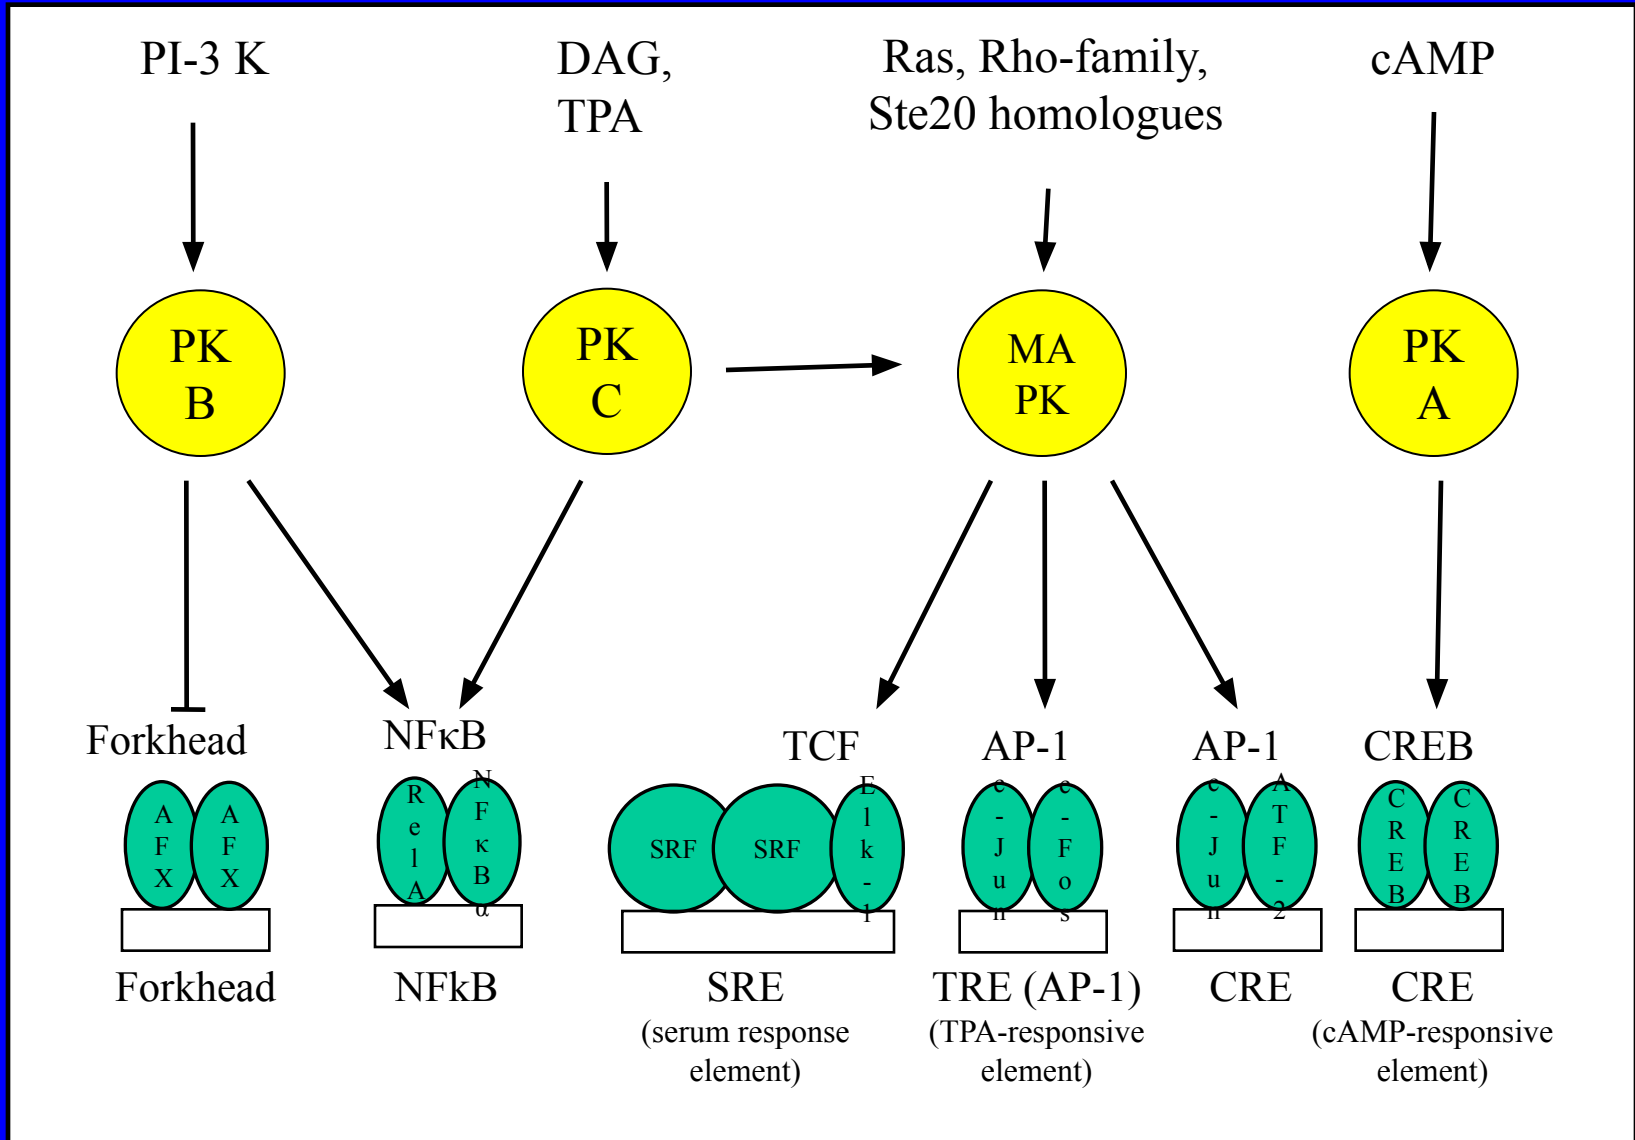 PI-3 K
DAG,
TPA
Ras, Rho-family,
Ste20 homologues
cAMP
PK
B
PK
C
MA
PK
PK
A
Forkhead
NFκB
TCF
AP-1
AP-1
CREB
AFX
AFX
RelA
NFκBα
SRF
SRF
Elk-1
c-Jun
c-Fos
c-Jun
ATF-2
CREB
CREB
Forkhead
NFkB
SRE
(serum response
element)
TRE (AP-1)
(TPA-responsive
element)
CRE
CRE
(cAMP-responsive
element)